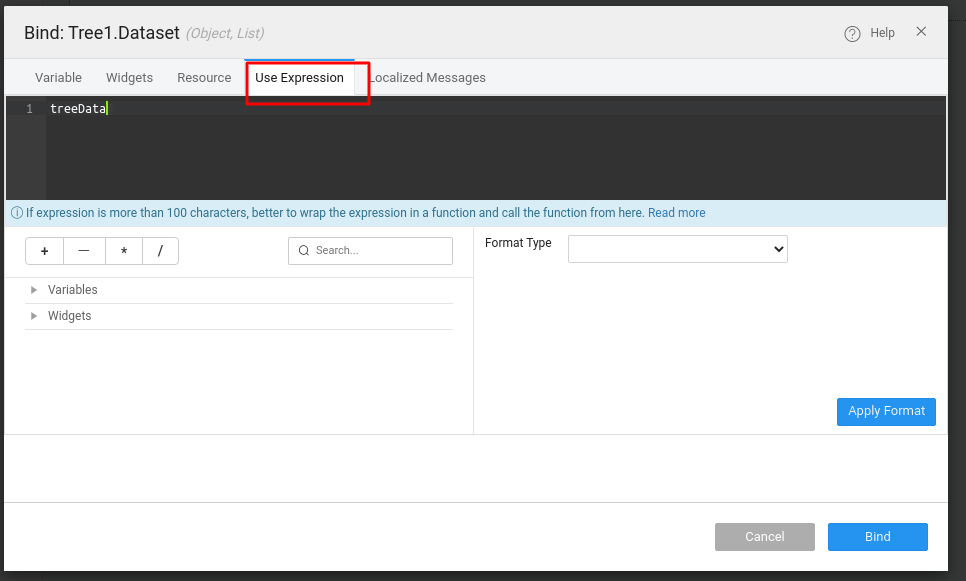 Bind: Tree1.Dataset (Object, List)
Help
Variable Widgets Resource Use Expression Localized Messages
1 treeData
If expression is more than 100 characters, better to wrap the expression in a function and call the function from here. Read more
+ — * / Search... Format Type
Variables
Widgets
Apply Format
Cancel Bind